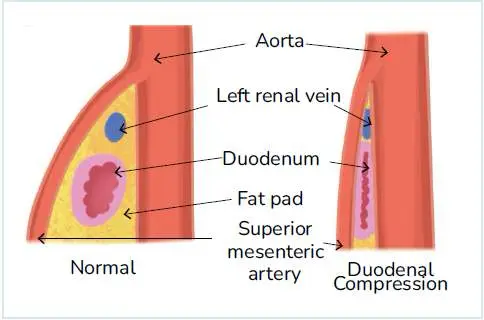 Aorta
Left renal vein
Duodenum
Fat pad
Superior
mesenteric
artery
Normal
Duodenal
Compression